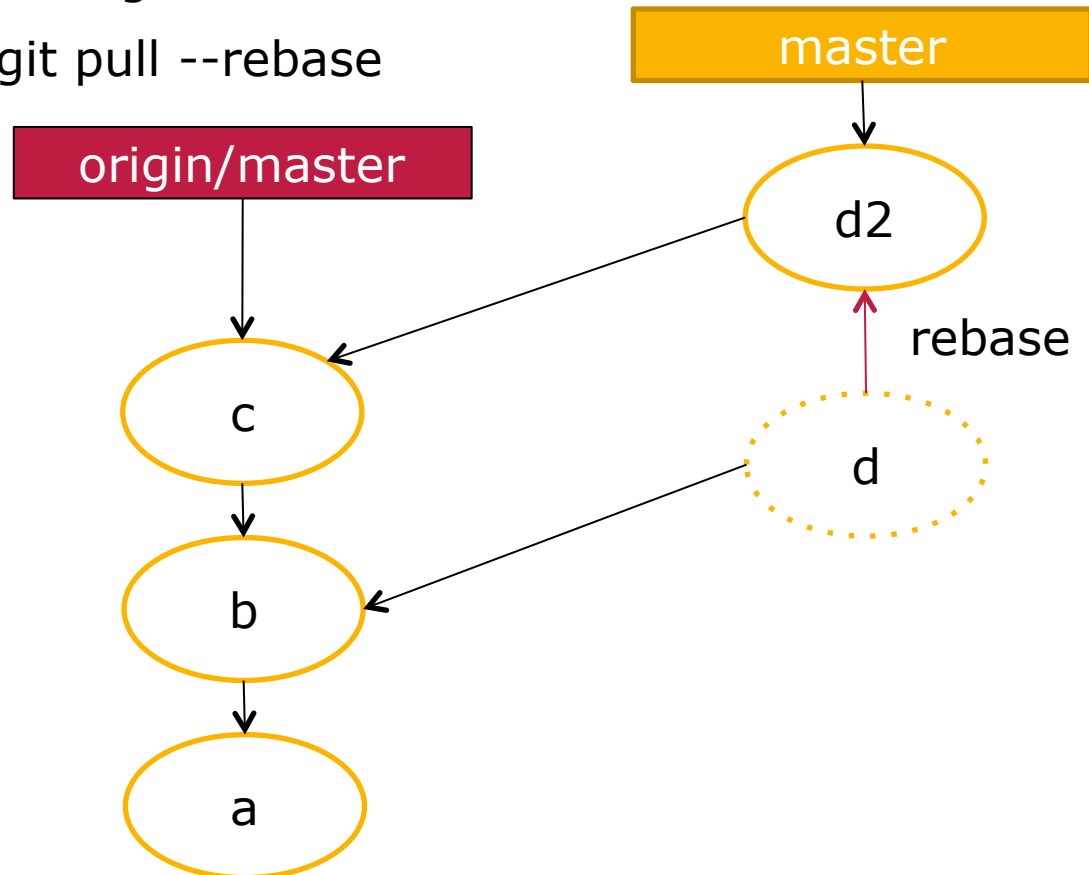 git pull --rebase
master
origin/master
d2
rebase
c
d
b
a